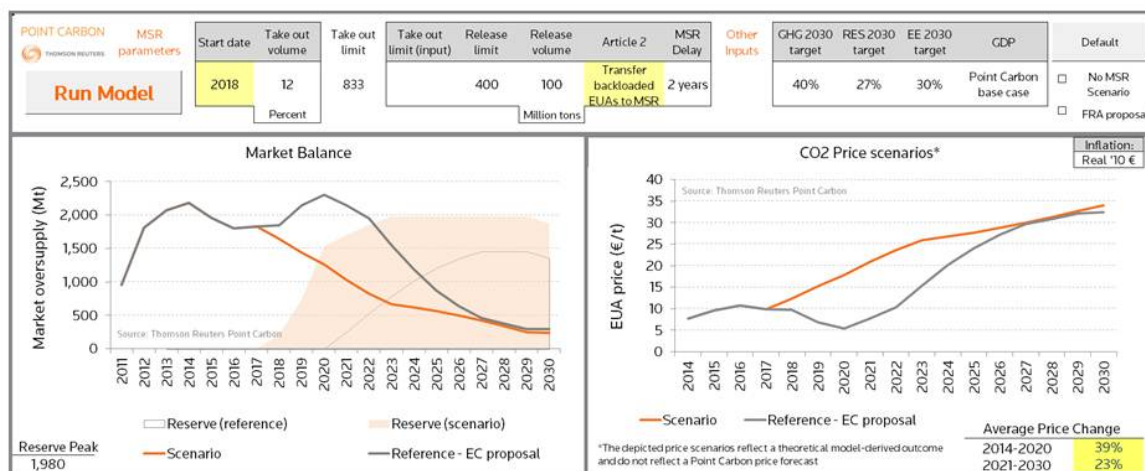 POINT CARBON
THOMSON REUTERS
MSR
parameters
Run Model
Start date
2018
Take out
volume
12
Percent
Take out
limit
833
Take out
limit (input)
Release
limit
400
Release
volume
100
Million tons
Article 2
Transfer
backloaded
EUAs to MSR
MSR
Delay
2 years
Other
Inputs
GHG 2030
target
40%
RES 2030
target
27%
EE 2030
target
30%
GDP
Point Carbon
base case
Default
No MSR
Scenario
FRA proposa
Market Balance
Market oversupply (Mt)
2,500
2,000
1,500
1,000
500
0
Source: Thomson Reuters Point Carbon
2011 2012 2013 2014 2015 2016 2017 2018 2019 2020 2021 2022 2023 2024 2025 2026 2027 2028 2029 2030
Reserve (reference)
Reserve (scenario)
Scenario
Reference - EC proposal
Reserve Peak
1,980
CO2 Price scenarios*
Inflation:
Real '10 €
EUA price (€/t)
40
35
30
25
20
15
10
5
0
Source: Thomson Reuters Point Carbon
2014 2015 2016 2017 2018 2019 2020 2021 2022 2023 2024 2025 2026 2027 2028 2029 2030
Scenario
Reference - EC proposal
*The depicted price scenarios reflect a theoretical model-derived outcome
and do not reflect a Point Carbon price forecast
Average Price Change
2014-2020 39%
2021-2030 23%